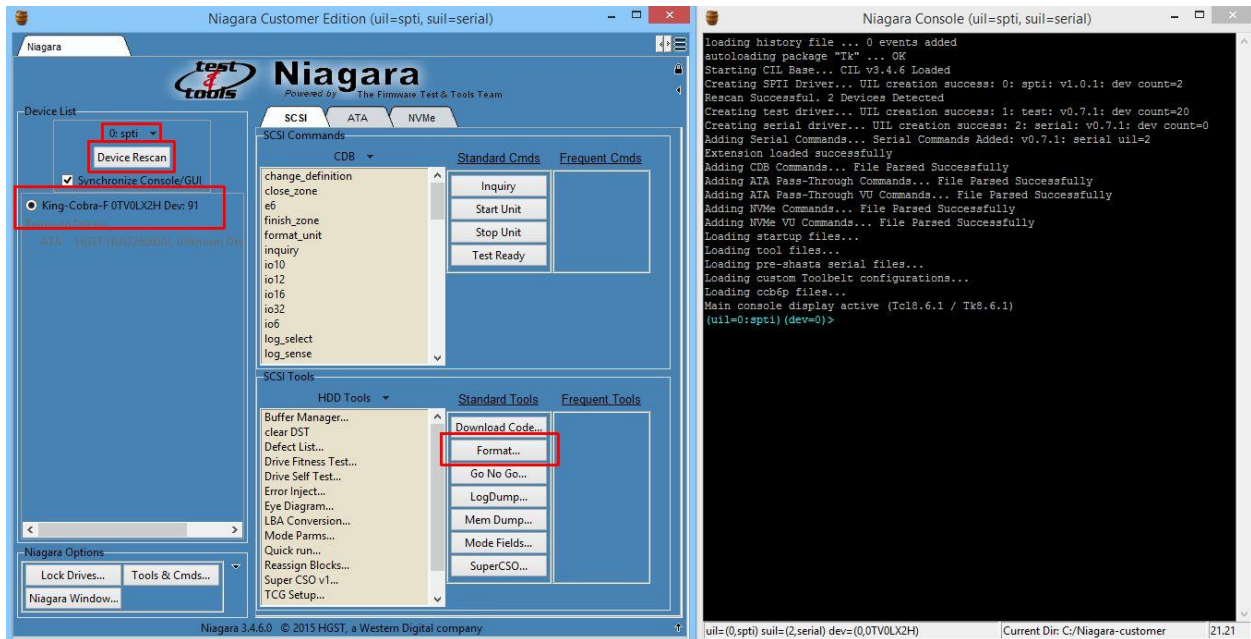 Niagara Customer Edition (uil=spti, suil=serial)
Niagara
test
&
tools
Niagara
Powered by The Firmware Test & Tools Team
Device List
0: spti
Device Rescan
Synchronize Console/GUI
King-Cobra-F 0TV0LX2H Dev: 91
SCSI
ATA
NVMe
SCSI Commands
CDB
Standard Cmds
Frequent Cmds
change_definition
close_zone
e6
finish_zone
format_unit
inquiry
io10
io12
io16
io32
io6
log_select
log_sense
Inquiry
Start Unit
Stop Unit
Test Ready
SCSI Tools
HDD Tools
Standard Tools
Frequent Tools
Buffer Manager...
clear DST
Defect List...
Drive Fitness Test...
Drive Self Test...
Error Inject...
Eye Diagram...
LBA Conversion...
Mode Parms...
Quick run...
Reassign Blocks...
Super CSO v1...
TCG Setup...
Download Code...
Format...
Go No Go...
LogDump...
Mem Dump...
Mode Fields...
SuperCSO...
Niagara Options
Lock Drives...
Tools & Cmds...
Niagara Window...
Niagara 3.4.6.0 © 2015 HGST, a Western Digital company
Niagara Console (uil=spti, suil=serial)
loading history file ... 0 events added
autoloading package "Tk" ... OK
Starting CIL Base... CIL v3.4.6 Loaded
Creating SPTI Driver... UIL creation success: 0: spti: v1.0.1: dev count=2
Rescan Successful. 2 Devices Detected
Creating test driver... UIL creation success: 1: test: v0.7.1: dev count=20
Creating serial driver... UIL creation success: 2: serial: v0.7.1: dev count=0
Adding Serial Commands... Serial Commands Added: v0.7.1: serial uil=2
Extension loaded successfully
Adding CDB Commands... File Parsed Successfully
Adding ATA Pass-Through Commands... File Parsed Successfully
Adding ATA Pass-Through VU Commands... File Parsed Successfully
Adding NVMe Commands... File Parsed Successfully
Adding NVMe VU Commands... File Parsed Successfully
Loading startup files...
Loading tool files...
Loading pre-shasta serial files...
Loading custom Toolbelt configurations...
Loading ccb6p files...
Main console display active (Tcl8.6.1 / Tk8.6.1)
(uil=0:spti)(dev=0)>
uil=(0,spti) suil=(2,serial) dev=(0,0TV0LX2H)
Current Dir: C:/Niagara-customer
21.21